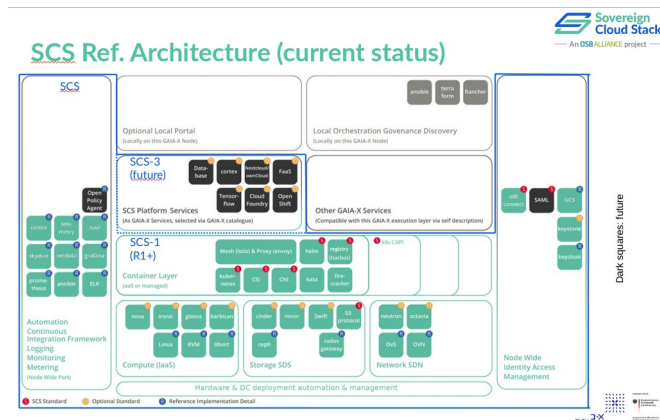 Sovereign
Cloud Stack
An OSB ALLIANCE project
SCS Ref. Architecture (current status)
SCS
ansible
terra
form
Rancher
Optional Local Portal
(Locally on this GAIA-X Node)
Local Orchestration Govenance Discovery
(Locally on this GAIA-X Node)
SCS-3
(future)
Data-
base
cortex
Nextcloud/
ownCloud
FaaS
Tensor-
flow
Cloud
Foundry
Open
Shift
SCS Platform Services
(As GAIA-X Services, selected via GAIA-X catalogue)
Other GAIA-X Services
(Compatible with this GAIA-X execution layer via self description)
Open
Policy
Agent
cortex
rsxi
skydive
netdata
grafana
prome-
theus
ansible
ELK
Automation
Continuous
Integration Framework
Logging
Monitoring
Metering
(Node Wide Part)
SCS-1
(R1+)
Mesh (istio) & Proxy (envoy)
helm
registry
(harbor)
S k8s CAPI
kuber-
netes
CSI
CNI
kata
fire-
cracker
Container Layer
(aaS or managed)
nova
ironic
glance
barbican
Linux
KVM
libvirt
Compute (IaaS)
cinder
Swift
S3
protocol
ceph
rados
gateway
Storage SDS
neutron
octavia
OvS
OVN
Network SDN
connect
SAML
UCS
keystone
keycloak
Node Wide
Identity Access
Management
Hardware & DC deployment automation & management
S SCS Standard
O Optional Standard
R Reference Implementation Detail
Dark squares: future